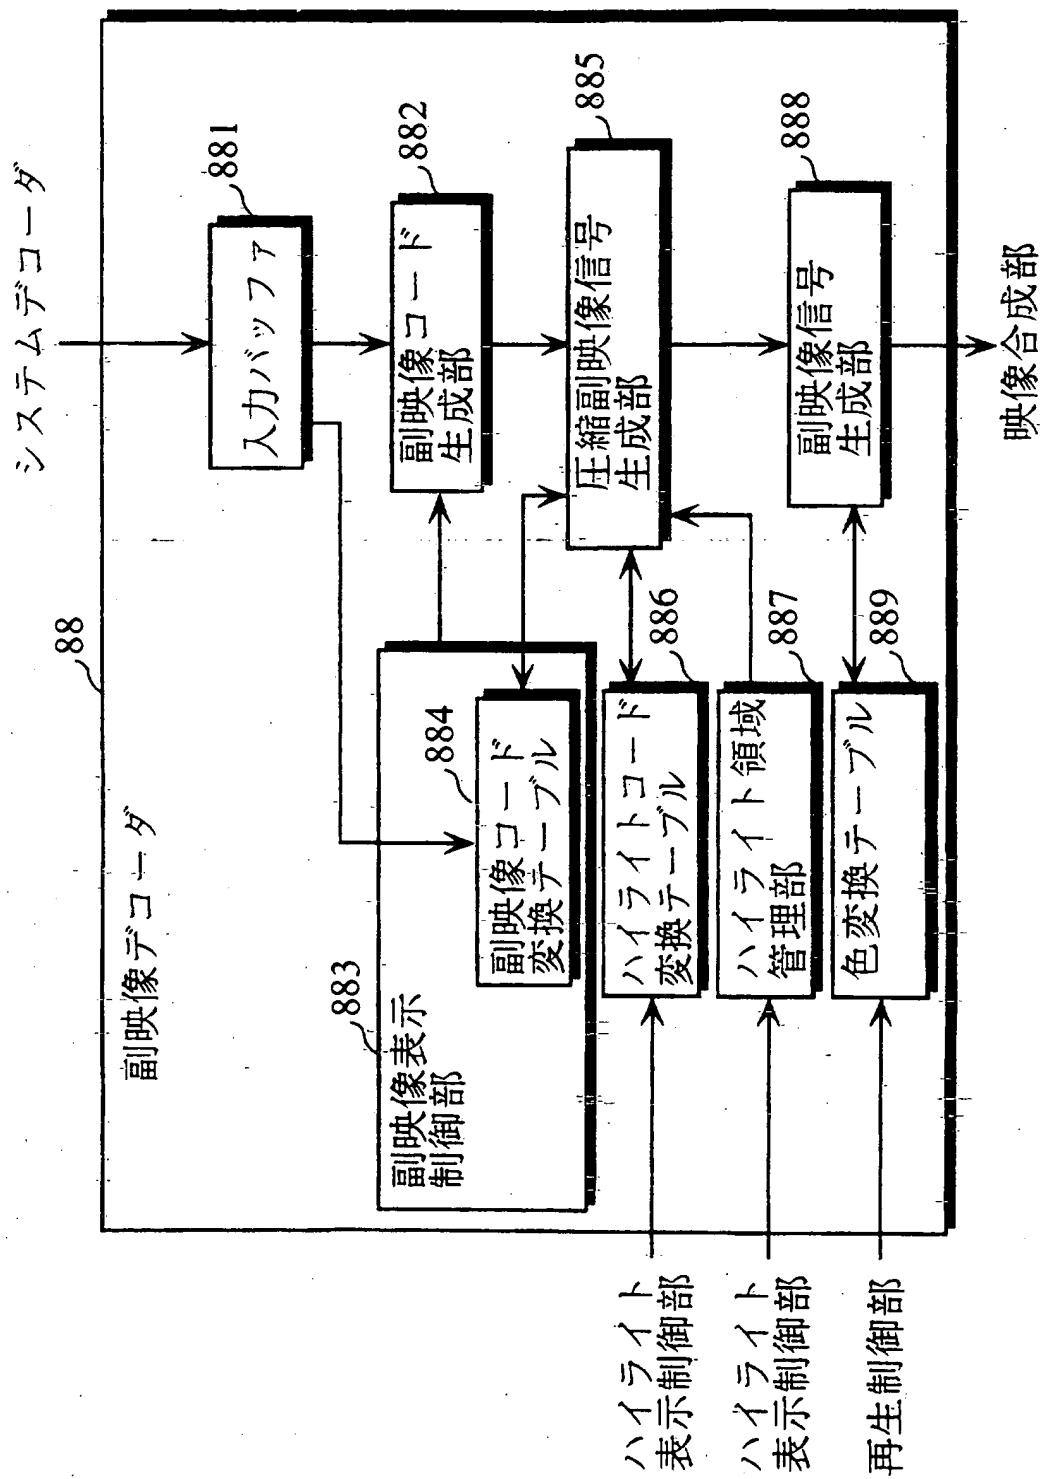 システムデコーダ
88
副映像デコーダ
881
入力バッファ
882
副映像コード
生成部
883
副映像表示
制御部
884
副映像コード
変換テーブル
885
圧縮副映像信号
生成部
886
ハイライトコード
変換テーブル
887
ハイライト領域
管理部
888
副映像信号
生成部
889
色変換テーブル
ハイライト
表示制御部
ハイライト
表示制御部
再生制御部
映像合成部